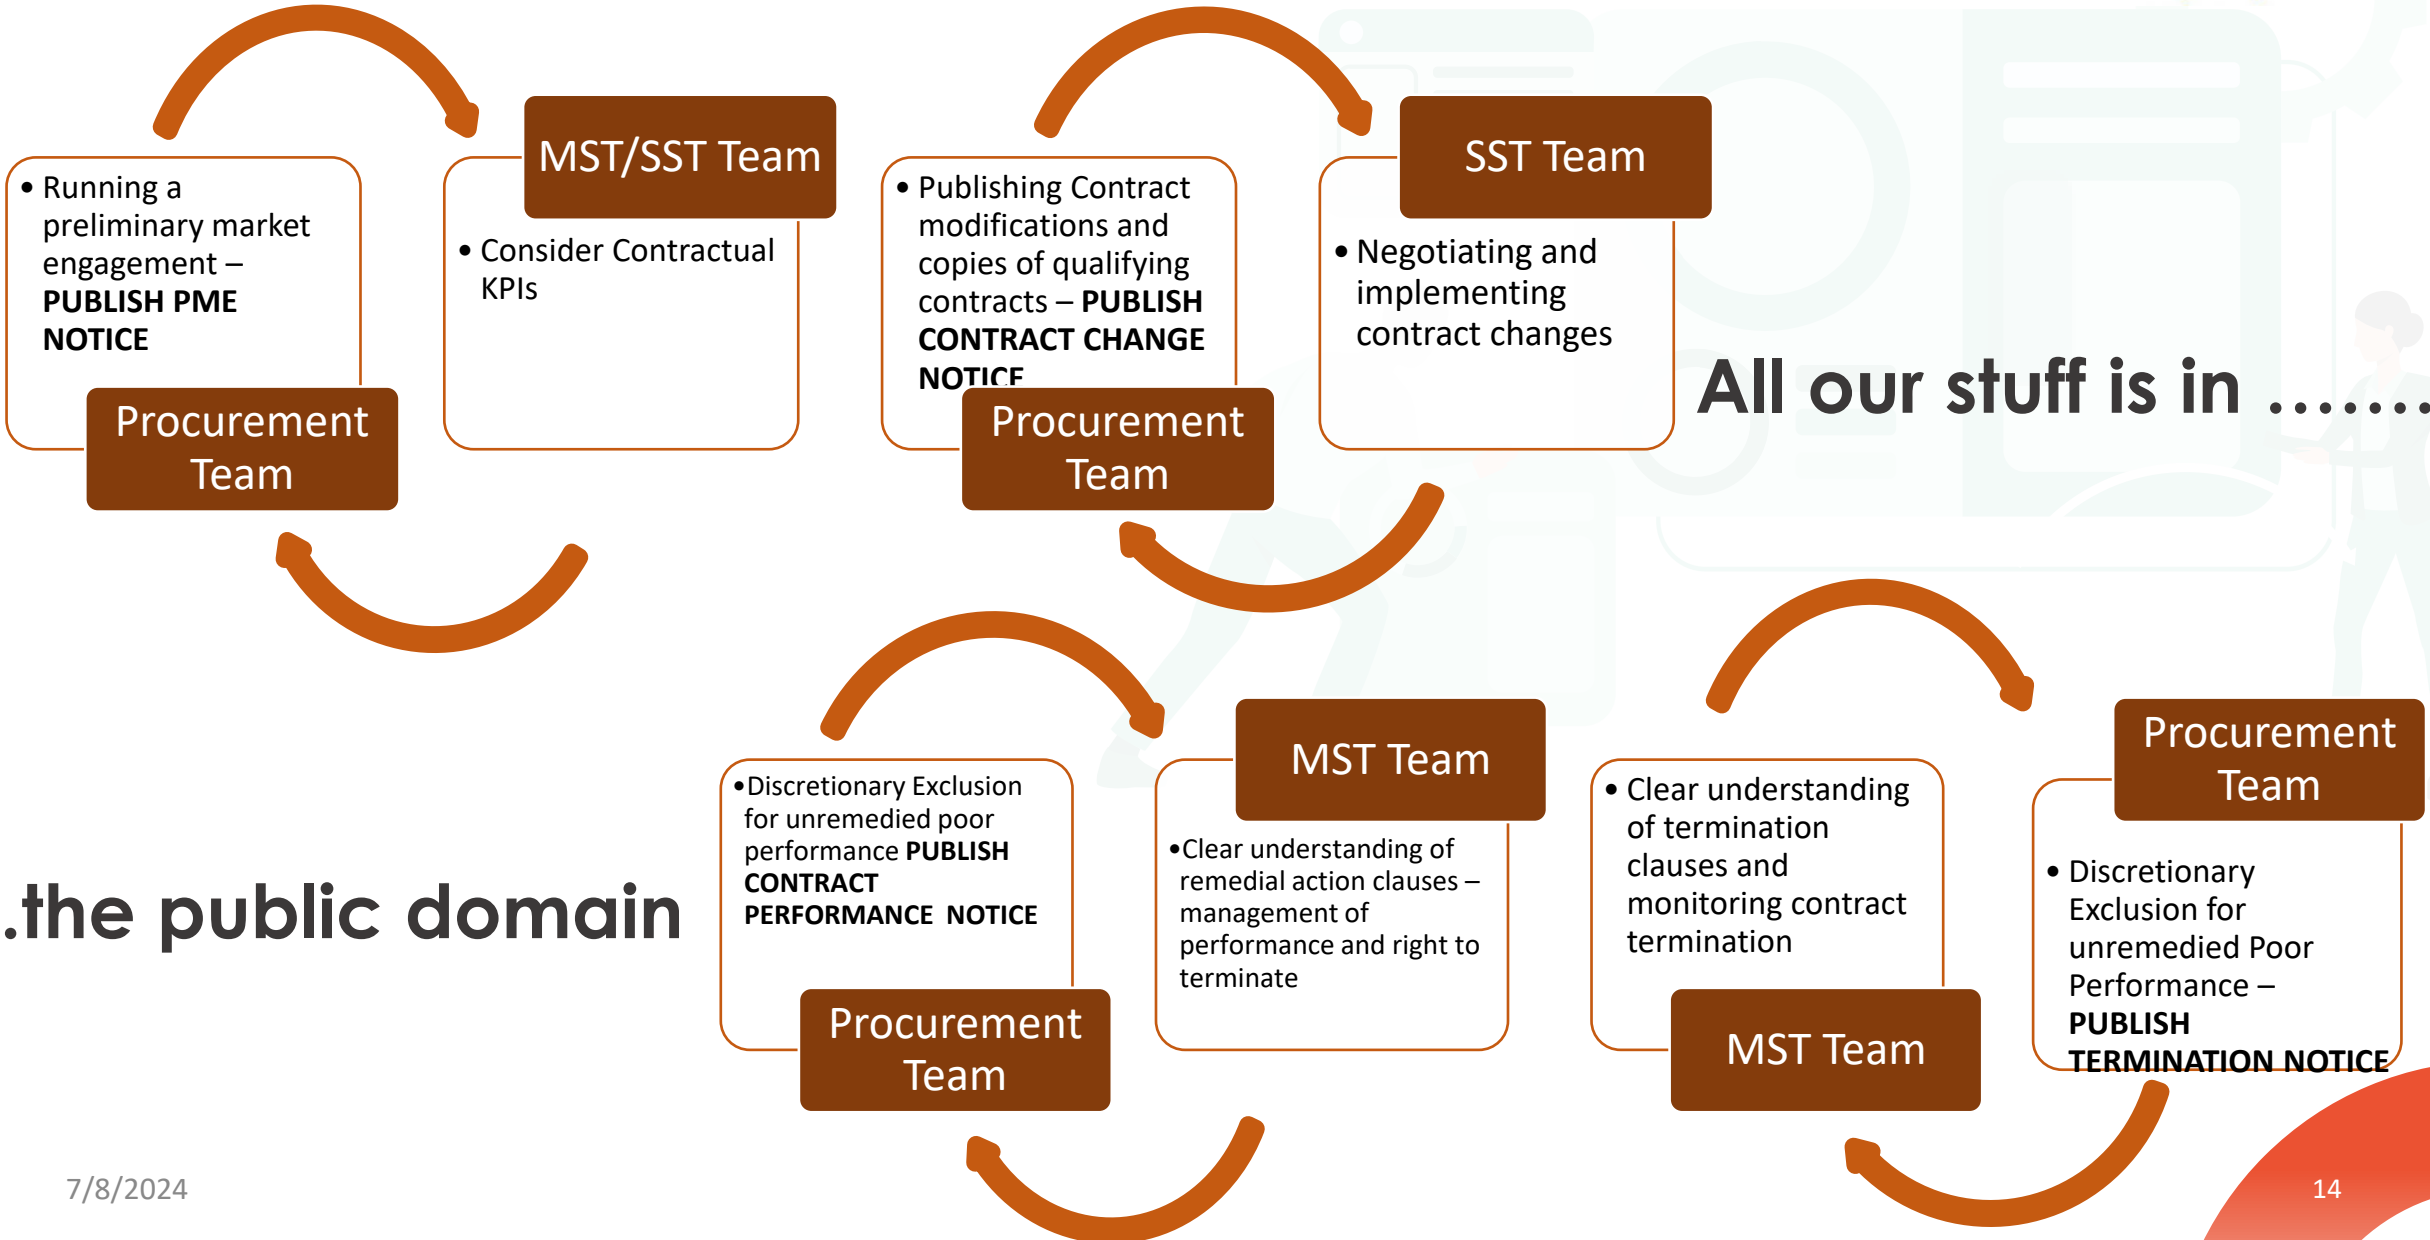 • Running a
preliminary market
engagement –
PUBLISH PME
NOTICE
Procurement
Team
MST/SST Team
• Consider Contractual
KPIs
• Publishing Contract
modifications and
copies of qualifying
contracts – PUBLISH
CONTRACT CHANGE
NOTICE
Procurement
Team
SST Team
• Negotiating and
implementing
contract changes
All our stuff is in …….
.the public domain
•Discretionary Exclusion
for unremedied poor
performance PUBLISH
CONTRACT
PERFORMANCE NOTICE
Procurement
Team
MST Team
•Clear understanding of
remedial action clauses –
management of
performance and right to
terminate
• Clear understanding
of termination
clauses and
monitoring contract
termination
MST Team
Procurement
Team
• Discretionary
Exclusion for
unremedied Poor
Performance –
PUBLISH
TERMINATION NOTICE
7/8/2024
14